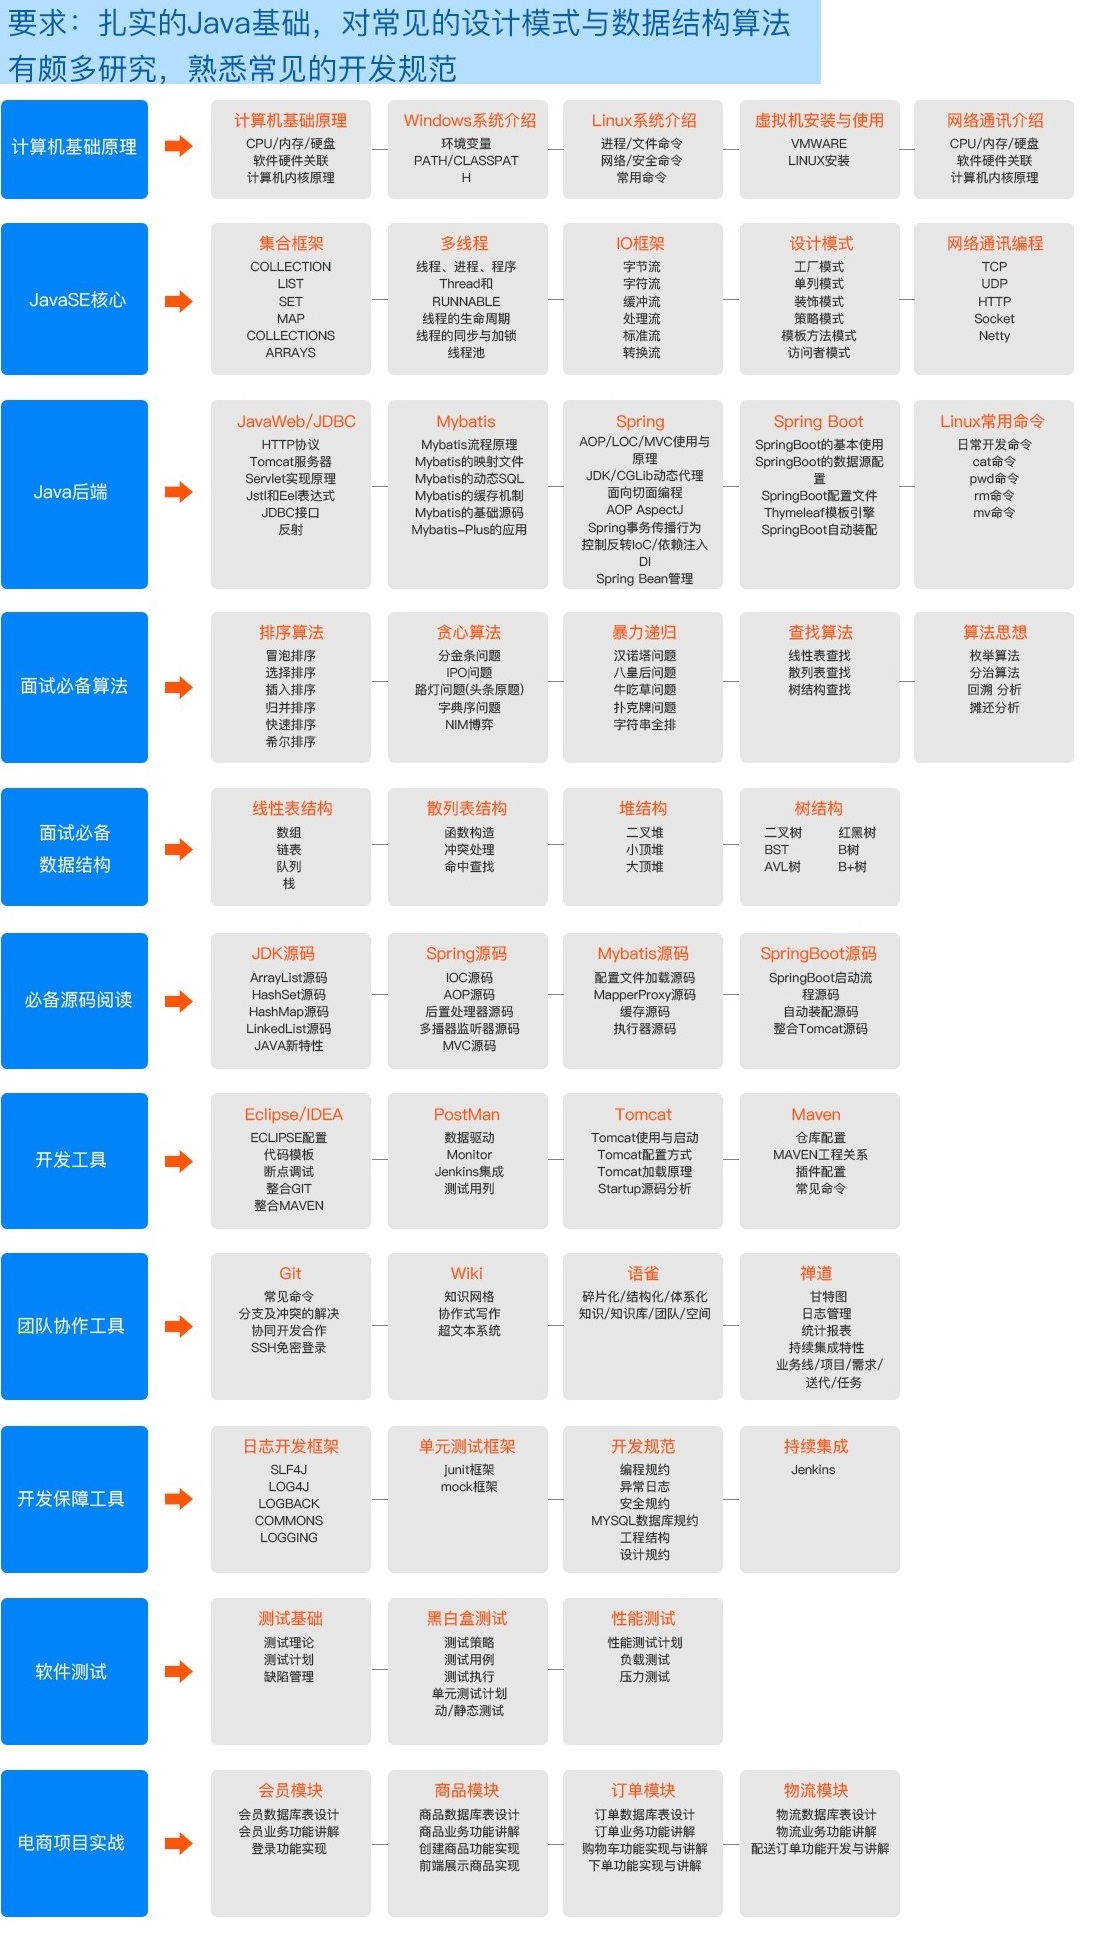 要求：扎实的Java基础，对常见的设计模式与数据结构算法
有颇多研究，熟悉常见的开发规范
计算机基础原理
计算机基础原理
CPU/内存/硬盘
软件硬件关联
计算机内核原理
Windows系统介绍
环境变量
PATH/CLASSPAT
H
Linux系统介绍
进程/文件命令
网络/安全命令
常用命令
虚拟机安装与使用
VMWARE
LINUX安装
网络通讯介绍
CPU/内存/硬盘
软件硬件关联
计算机内核原理
JavaSE核心
集合框架
COLLECTION
LIST
SET
MAP
COLLECTIONS
ARRAYS
多线程
线程、进程、程序
Thread和
RUNNABLE
线程的生命周期
线程的同步与加锁
线程池
IO框架
字节流
字符流
缓冲流
处理流
标准流
转换流
设计模式
工厂模式
单列模式
装饰模式
策略模式
模板方法模式
访问者模式
网络通讯编程
TCP
UDP
HTTP
Socket
Netty
Java后端
JavaWeb/JDBC
HTTP协议
Tomcat服务器
Servlet实现原理
Jstl和Eel表达式
JDBC接口
反射
Mybatis
Mybatis流程原理
Mybatis的映射文件
Mybatis的动态SQL
Mybatis的缓存机制
Mybatis的基础源码
Mybatis-Plus的应用
Spring
AOP/LOC/MVC使用与
原理
JDK/CGLib动态代理
面向切面编程
AOP AspectJ
Spring事务传播行为
控制反转IoC/依赖注入
DI
Spring Bean管理
Spring Boot
SpringBoot的基本使用
SpringBoot的数据源配
置
SpringBoot配置文件
Thymeleaf模板引擎
SpringBoot自动装配
Linux常用命令
日常开发命令
cat命令
pwd命令
rm命令
mv命令
面试必备算法
排序算法
冒泡排序
选择排序
插入排序
归并排序
快速排序
希尔排序
贪心算法
分金条问题
IPO问题
路灯问题(头条原题)
字典序问题
NIM博弈
暴力递归
汉诺塔问题
八皇后问题
牛吃草问题
扑克牌问题
字符串全排
查找算法
线性表查找
散列表查找
树结构查找
算法思想
枚举算法
分治算法
回溯 分析
摊还分析
面试必备
数据结构
线性表结构
数组
链表
队列
栈
散列表结构
函数构造
冲突处理
命中查找
堆结构
二叉堆
小顶堆
大顶堆
树结构
二叉树 红黑树
BST B树
AVL树 B+树
必备源码阅读
JDK源码
ArrayList源码
HashSet源码
HashMap源码
LinkedList源码
JAVA新特性
Spring源码
IOC源码
AOP源码
后置处理器源码
多播器监听器源码
MVC源码
Mybatis源码
配置文件加载源码
MapperProxy源码
缓存源码
执行器源码
SpringBoot源码
SpringBoot启动流
程源码
自动装配源码
整合Tomcat源码
开发工具
Eclipse/IDEA
ECLIPSE配置
代码模板
断点调试
整合GIT
整合MAVEN
PostMan
数据驱动
Monitor
Jenkins集成
测试用列
Tomcat
Tomcat使用与启动
Tomcat配置方式
Tomcat加载原理
Startup源码分析
Maven
仓库配置
MAVEN工程关系
插件配置
常见命令
团队协作工具
Git
常见命令
分支及冲突的解决
协同开发合作
SSH免密登录
Wiki
知识网格
协作式写作
超文本系统
语雀
碎片化/结构化/体系化
知识/知识库/团队/空间
禅道
甘特图
日志管理
统计报表
持续集成特性
业务线/项目/需求/
送代/任务
开发保障工具
日志开发框架
SLF4J
LOG4J
LOGBACK
COMMONS
LOGGING
单元测试框架
junit框架
mock框架
开发规范
编程规约
异常日志
安全规约
MYSQL数据库规约
工程结构
设计规约
持续集成
Jenkins
软件测试
测试基础
测试理论
测试计划
缺陷管理
黑白盒测试
测试策略
测试用例
测试执行
单元测试计划
动/静态测试
性能测试
性能测试计划
负载测试
压力测试
电商项目实战
会员模块
会员数据库表设计
会员业务功能讲解
登录功能实现
商品模块
商品数据库表设计
商品业务功能讲解
创建商品功能实现
前端展示商品实现
订单模块
订单数据库表设计
订单业务功能讲解
购物车功能实现与讲解
下单功能实现与讲解
物流模块
物流数据库表设计
物流业务功能讲解
配送订单功能开发与讲解